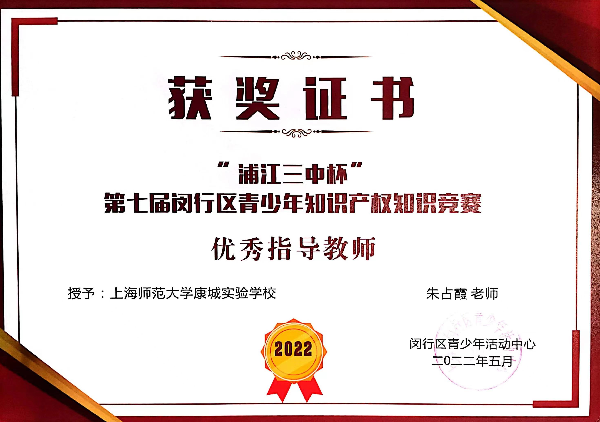 获奖证书
“浦江三中杯”
第七届闵行区青少年知识产权知识竞赛
优秀指导教师
授予：上海师范大学康城实验学校 朱占霞 老师
2022
闵行区青少年活动中心
二〇二二年五月